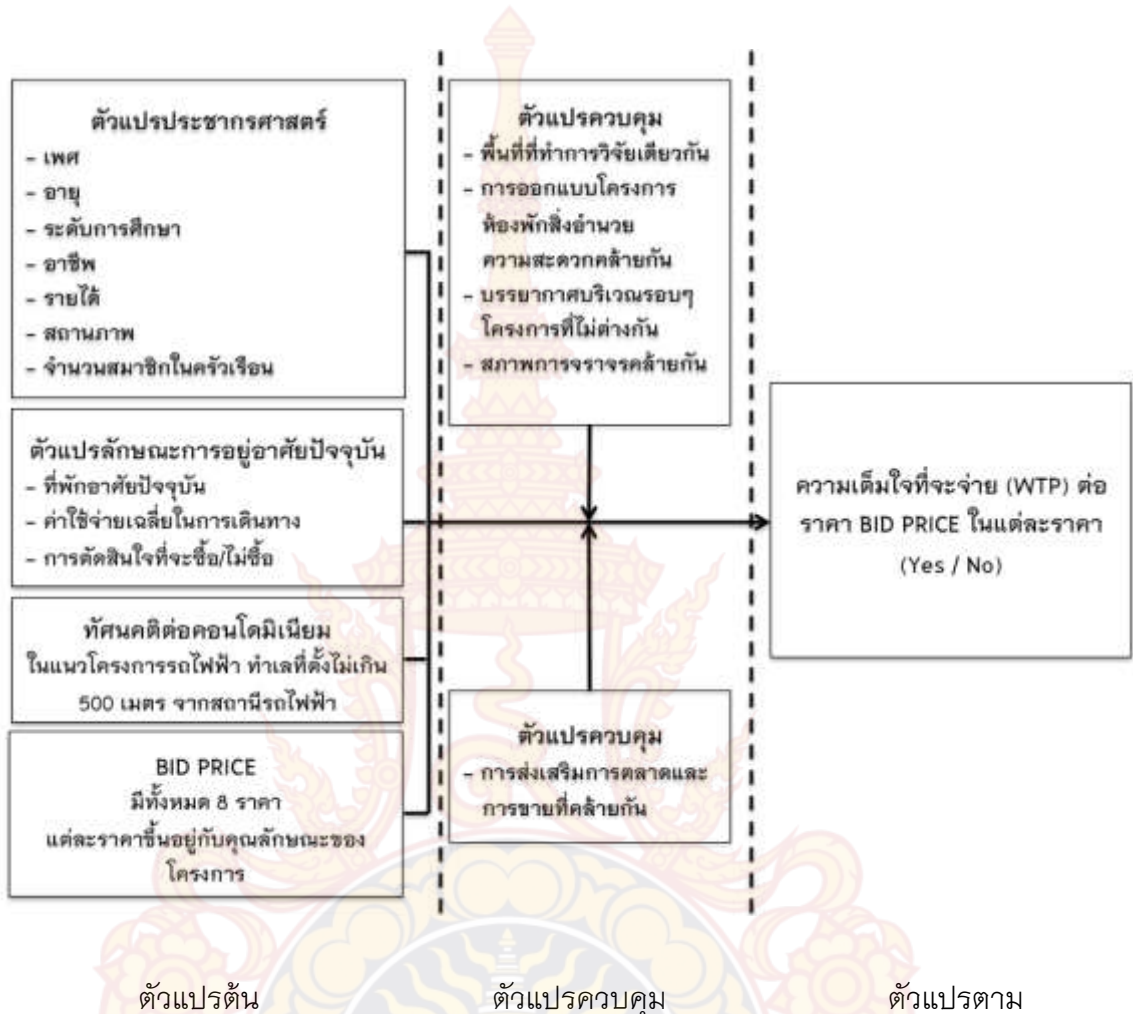 ตัวแปรประชากรศาสตร์
- เพศ
- อายุ
- ระดับการศึกษา
- อาชีพ
- รายได้
- สถานภาพ
- จำนวนสมาชิกในครัวเรือน
ตัวแปรลักษณะการอยู่อาศัยปัจจุบัน
- ที่พักอาศัยปัจจุบัน
- ค่าใช้จ่ายเฉลี่ยในการเดินทาง
- การตัดสินใจที่จะซื้อ/ไม่ซื้อ
ทัศนคติต่อคอนโดมิเนียม
ในแนวโครงการรถไฟฟ้า ทำเลที่ตั้งไม่เกิน
500 เมตร จากสถานีรถไฟฟ้า
BID PRICE
มีทั้งหมด 8 ราคา
แต่ละราคาขึ้นอยู่กับคุณลักษณะของ
โครงการ
ตัวแปรควบคุม
- พื้นที่ที่ทำการวิจัยเดียวกัน
- การออกแบบโครงการ
ห้องพักสิ่งอำนวย
ความสะดวกคล้ายกัน
- บรรยากาศบริเวณรอบๆ
โครงการที่ไม่ต่างกัน
- สภาพการจราจรคล้ายกัน
ตัวแปรควบคุม
- การส่งเสริมการตลาดและ
การขายที่คล้ายกัน
ความเต็มใจที่จะจ่าย (WTP) ต่อ
ราคา BID PRICE ในแต่ละราคา
(Yes / No)
ตัวแปรต้น
ตัวแปรควบคุม
ตัวแปรตาม